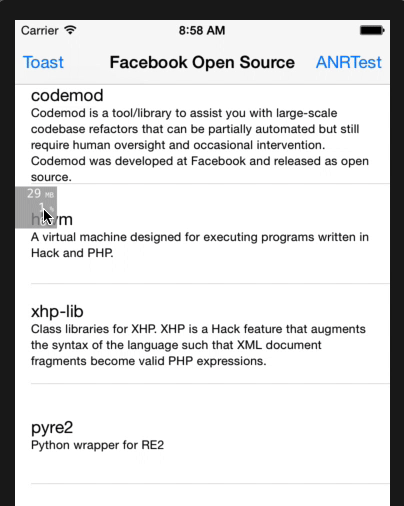 Carrier 8:58 AM
Toast Facebook Open Source ANRTest
codemod
Codemod is a tool/library to assist you with large-scale
codebase refactors that can be partially automated but still
require human oversight and occasional intervention.
Codemod was developed at Facebook and released as open
source.
29 MB
1 %
A virtual machine designed for executing programs written in
Hack and PHP.
xhp-lib
Class libraries for XHP. XHP is a Hack feature that augments
the syntax of the language such that XML document
fragments become valid PHP expressions.
pyre2
Python wrapper for RE2